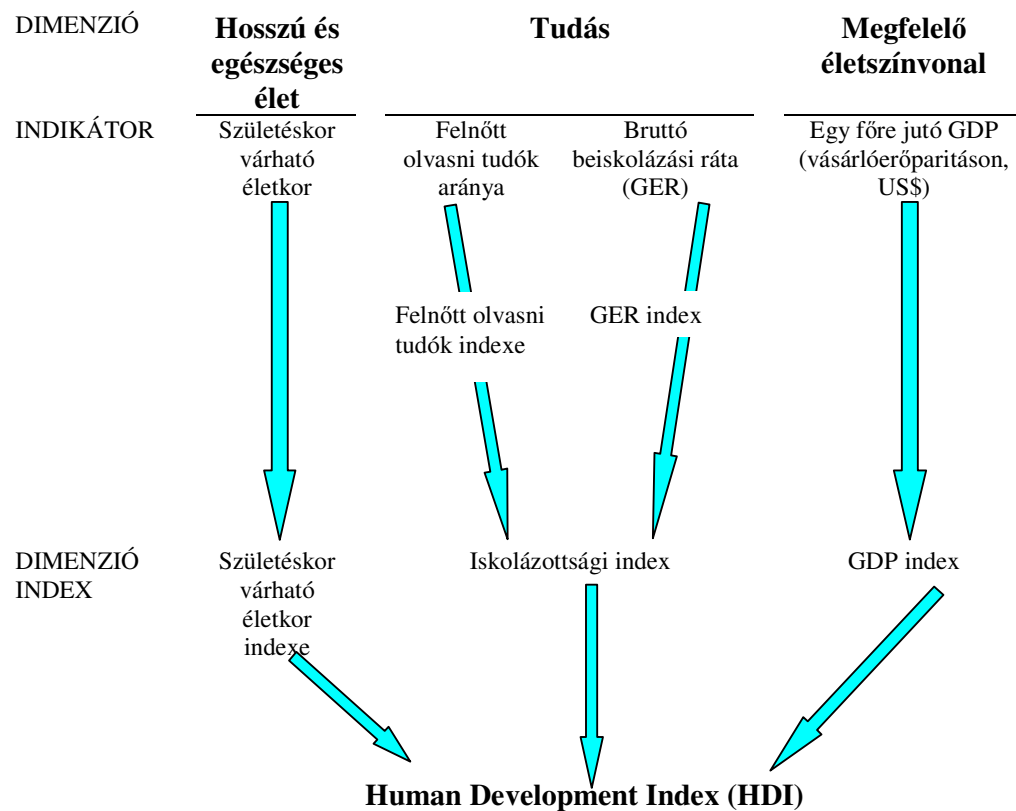 DIMENZIÓ
Hosszú és
egészséges
élet
Tudás
Megfelelő
életszínvonal
INDIKÁTOR
Születéskor
várható
életkor
Felnőtt
olvasni tudók
aránya
Bruttó
beiskolázási ráta
(GER)
Egy főre jutó GDP
(vásárlóerőparitáson,
US$)
Felnőtt olvasni
tudók indexe
GER index
DIMENZIÓ
INDEX
Születéskor
várható
életkor
indexe
Iskolázottsági index
GDP index
Human Development Index (HDI)